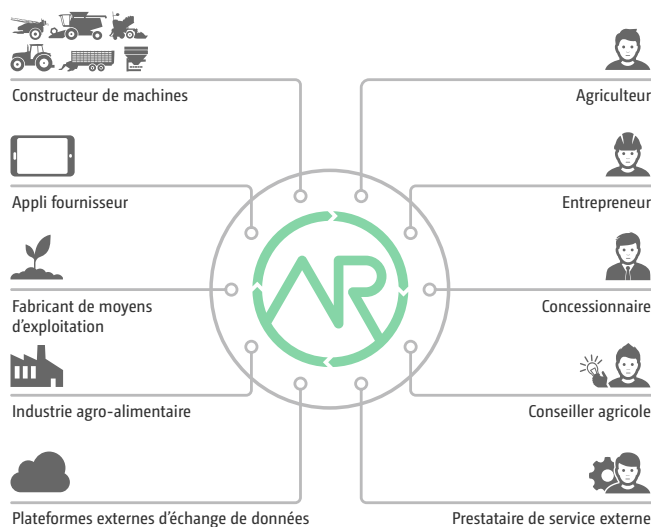 Constructeur de machines
Agriculteur
Appli fournisseur
Entrepreneur
AR
Fabricant de moyens
d'exploitation
Concessionnaire
Industrie agro-alimentaire
Conseiller agricole
Plateformes externes d'échange de données
Prestataire de service externe